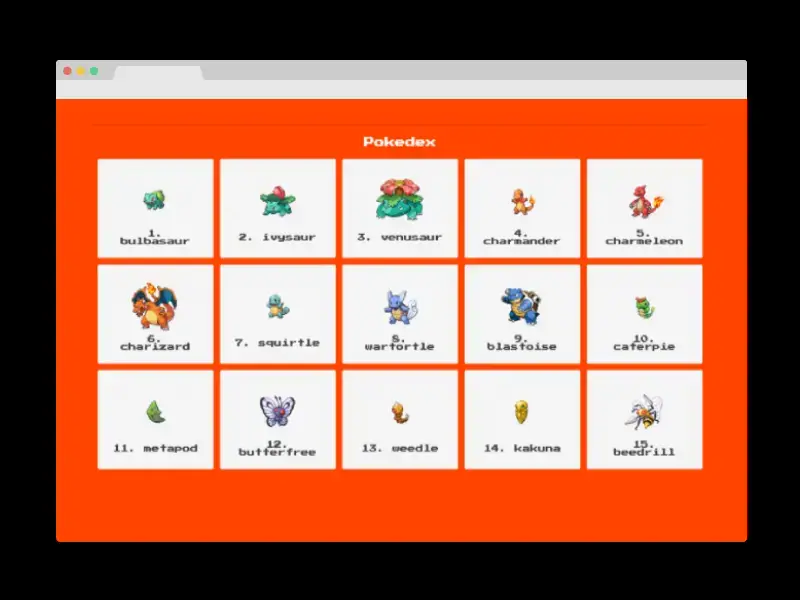 Pokedex
1.
bulbasaur
2. ivysaur
3. venusaur
4.
charmander
5.
charmeleon
6.
charizard
7. squirtle
8.
wartortle
9.
blastoise
10.
caterpie
11. metapod
12.
butterfree
13. weedle
14. kakuna
15.
beedrill